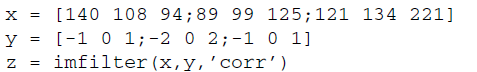 x = [140 108 94;89 99 125;121 134 221]
y = [-1 0 1;-2 0 2;-1 0 1]
z = imfilter(x,y,'corr')